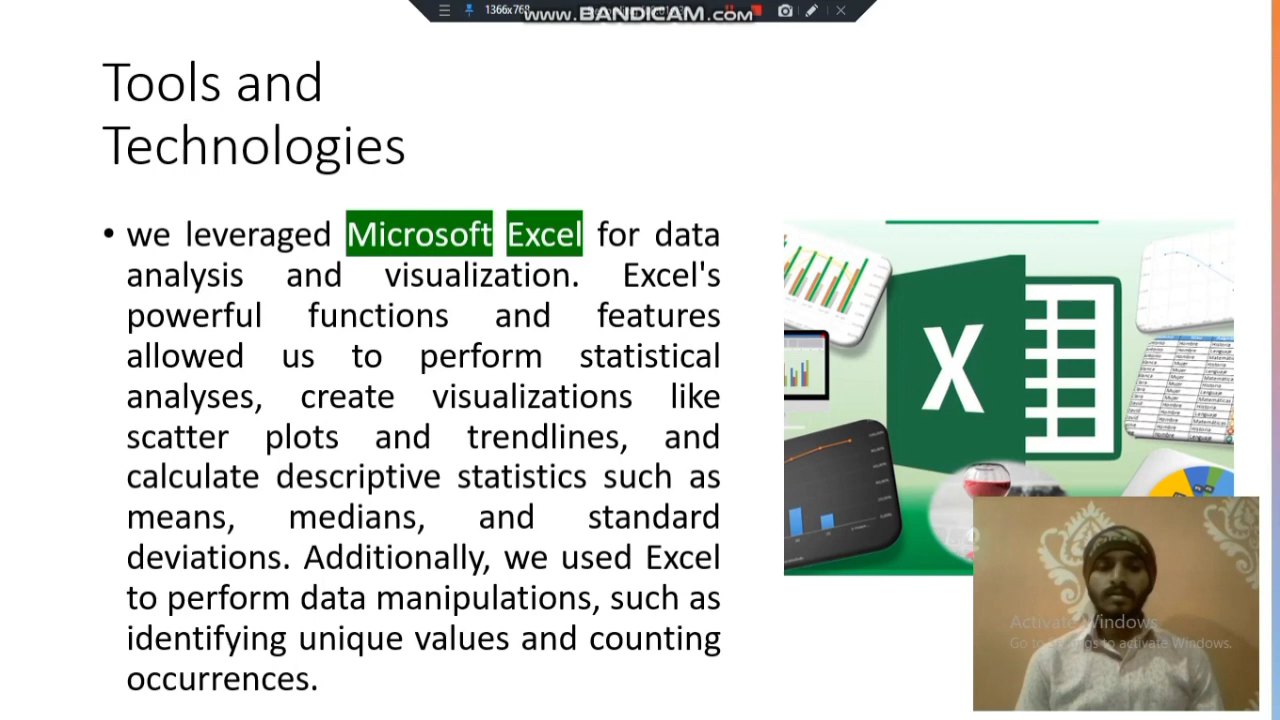 1366x768
www.BANDICAM.com
Tools and
Technologies
• we leveraged Microsoft Excel for data
analysis and visualization. Excel's
powerful functions and features
allowed us to perform statistical
analyses, create visualizations like
scatter plots and trendlines, and
calculate descriptive statistics such as
means, medians, and standard
deviations. Additionally, we used Excel
to perform data manipulations, such as
identifying unique values and counting
occurrences.
X
Activate Windows
Go to Settings to activate Windows.